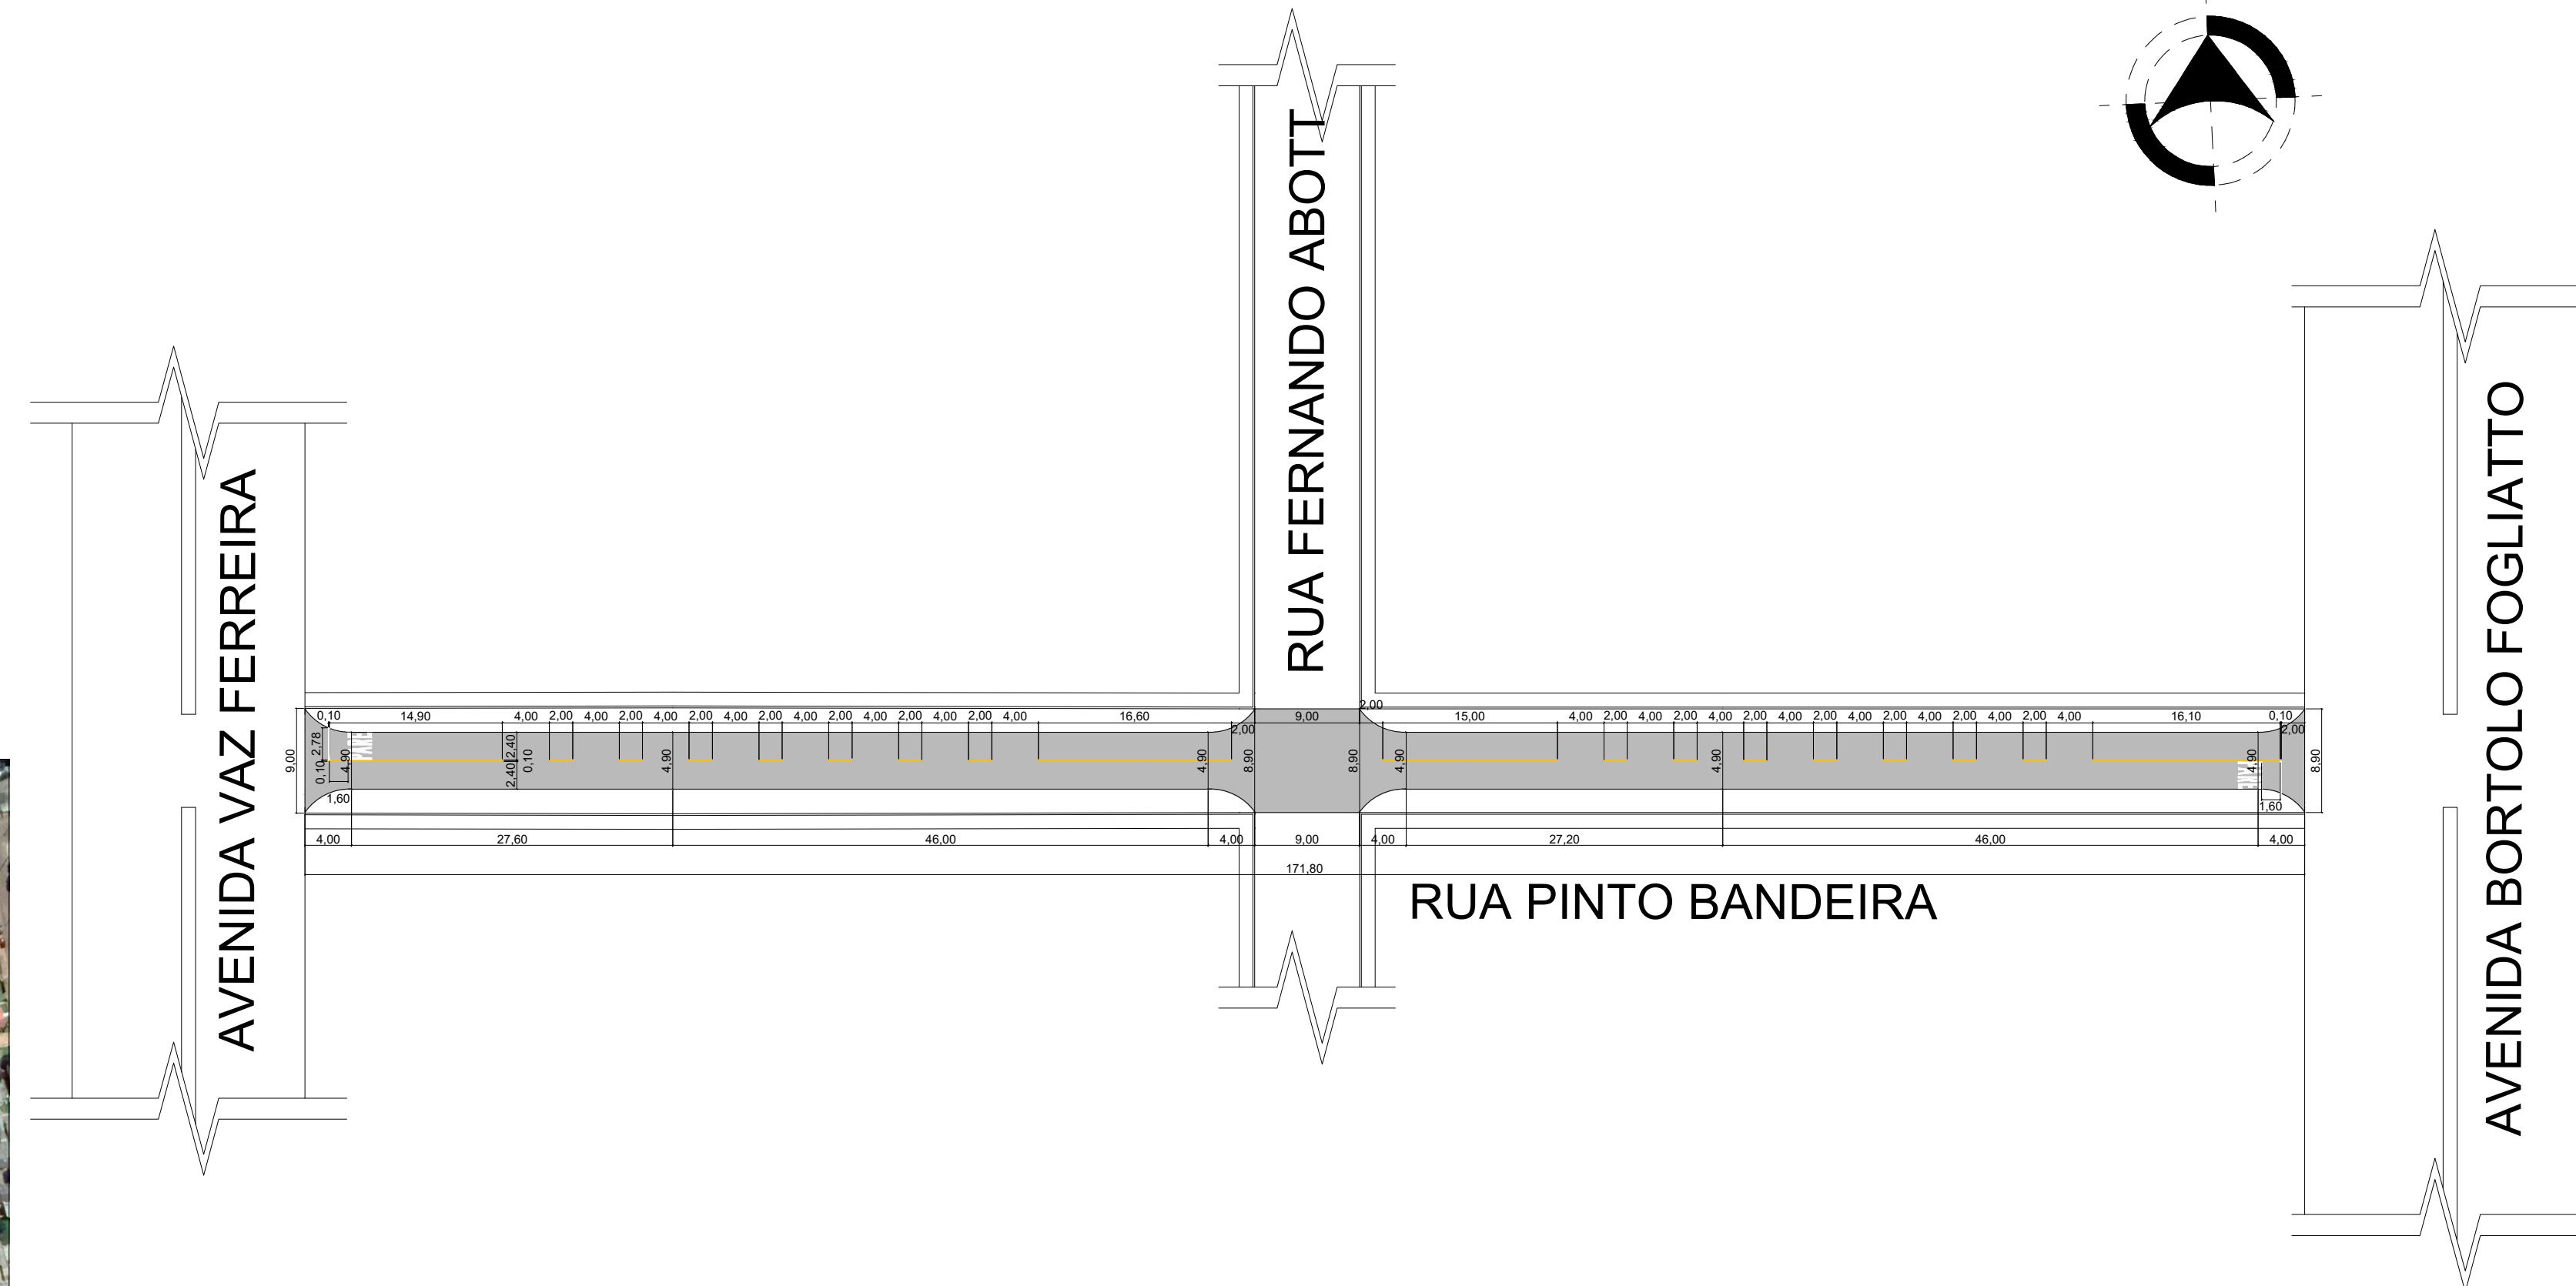 RUA FERNANDO ABOTT
AVENIDA VAZ FERREIRA
AVENIDA BORTOLO FOGLIATTO
2,00
0,10 14,90 4,00 2,00 4,00 2,00 4,00 2,00 4,00 2,00 4,00 2,00 4,00 2,00 4,00 2,00 4,00 16,60 9,00 15,00 4,00 2,00 4,00 2,00 4,00 2,00 4,00 2,00 4,00 2,00 4,00 2,00 4,00 2,00 4,00 16,10 0,10
2,00 2,00
9,00 2,78 0,10 4,90 2,40 2,40 0,10 4,90 4,90 8,90 8,90 4,90 4,90 4,90 8,90
PARE
1,60 1,60
4,00 27,60 46,00 4,00 9,00 4,00 27,20 46,00 4,00
171,80
RUA PINTO BANDEIRA